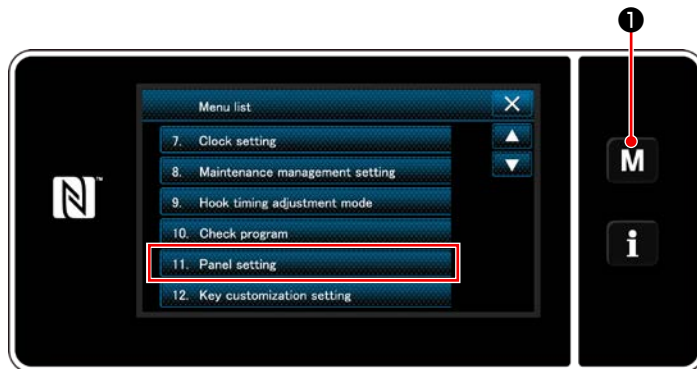 ❶
Menu list
7. Clock setting
8. Maintenance management setting
9. Hook timing adjustment mode
10. Check program
11. Panel setting
12. Key customization setting
M
i
N